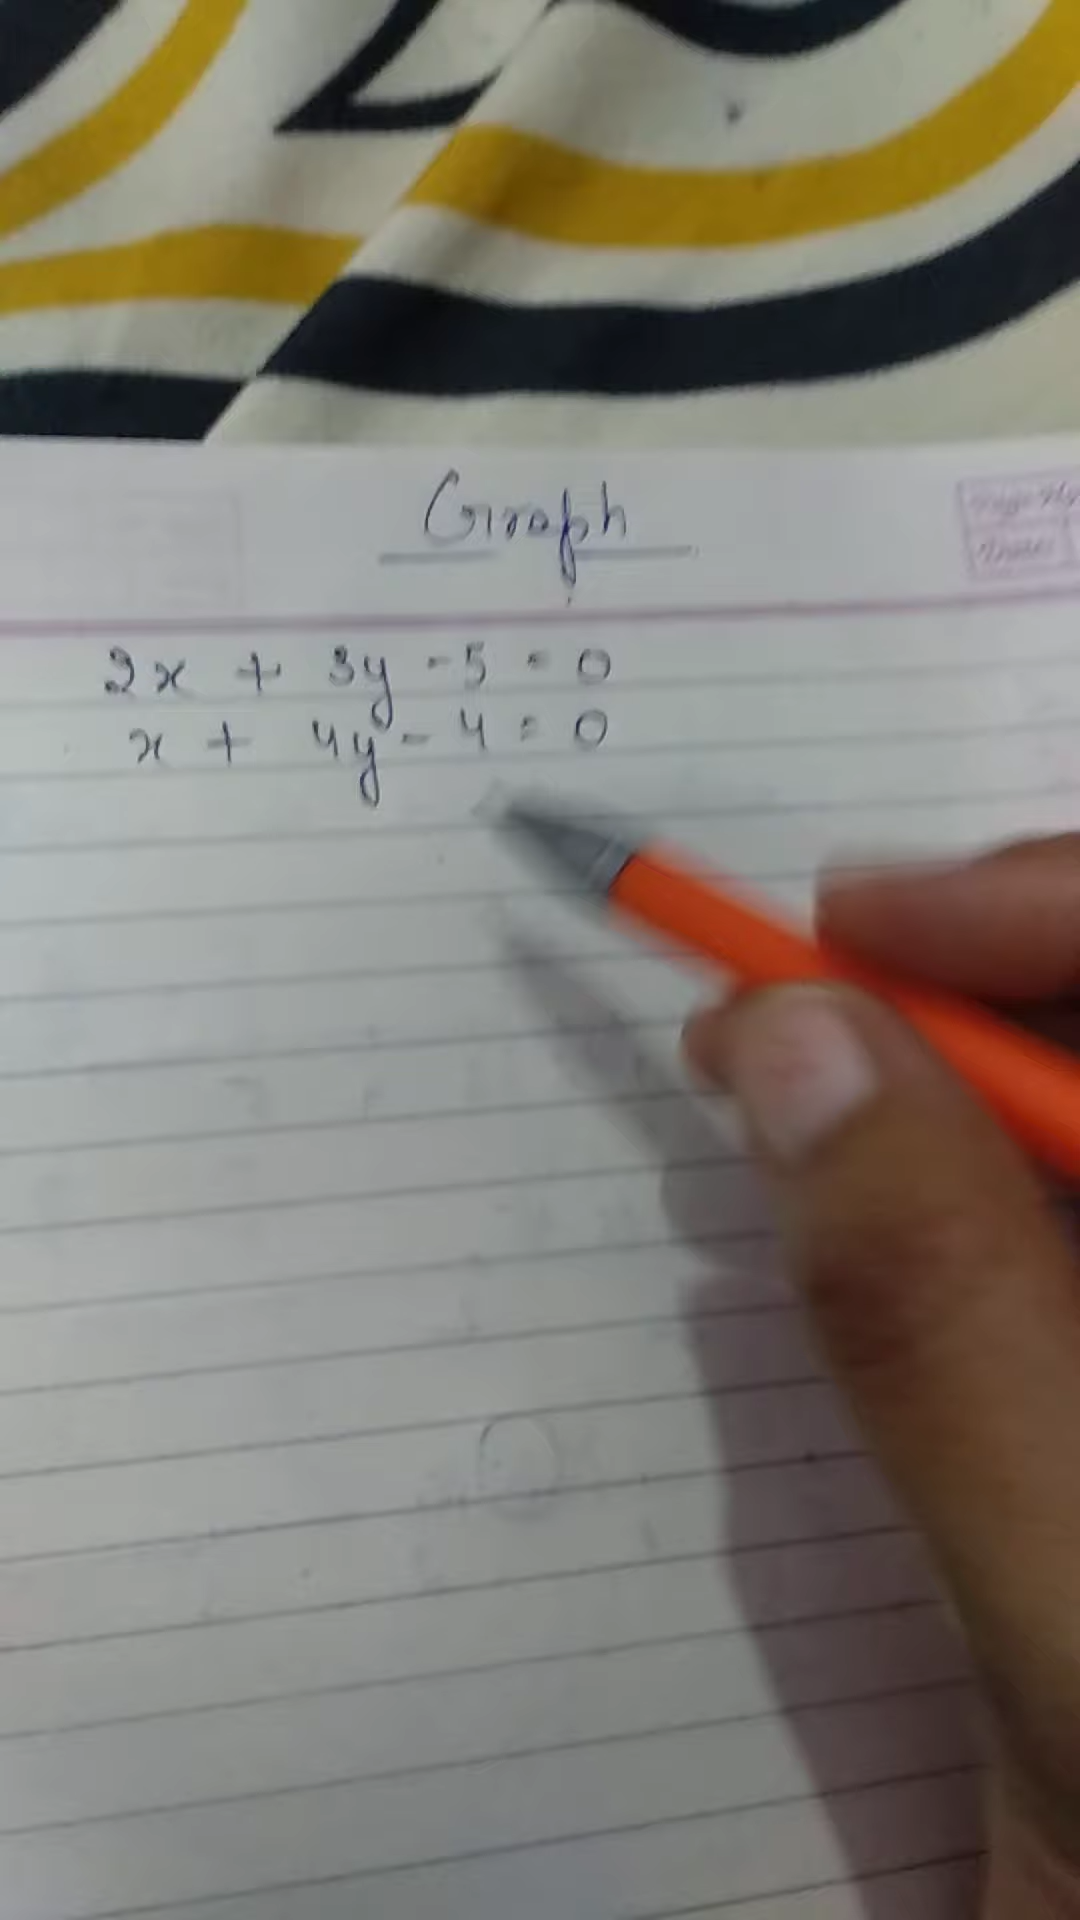 Graph
2x + 3y - 5 = 0
x + 4y - 4 = 0